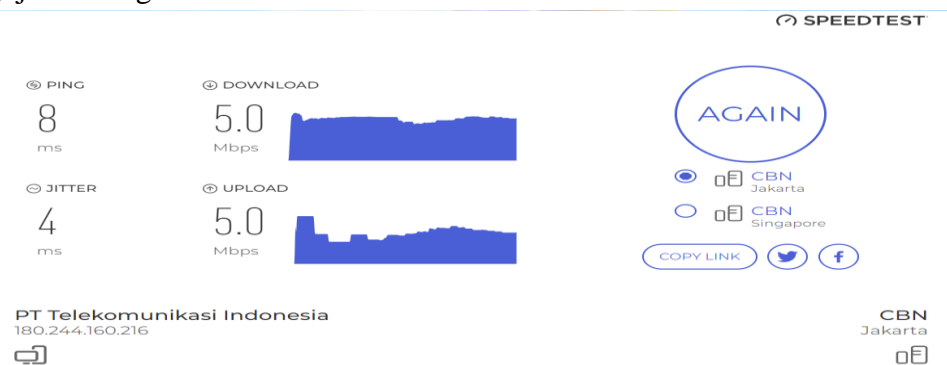 SPEEDTEST
PING
8
ms
DOWNLOAD
5.0
Mbps
JITTER
4
ms
UPLOAD
5.0
Mbps
AGAIN
CBN
Jakarta
CBN
Singapore
COPY LINK
PT Telekomunikasi Indonesia
180.244.160.216
CBN
Jakarta